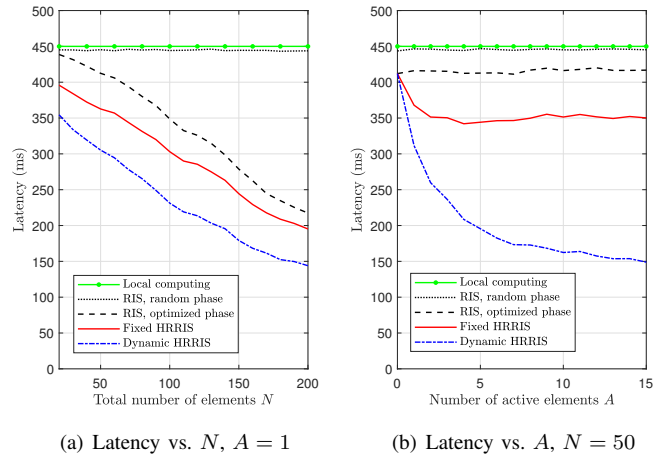 500
450
400
350
300
250
200
150
100
50
0
Latency (ms)
Local computing
RIS, random phase
RIS, optimized phase
Fixed HRRIS
Dynamic HRRIS
50 100 150 200
Total number of elements N
(a) Latency vs. N, A = 1
500
450
400
350
300
250
200
150
100
50
0
Latency (ms)
Local computing
RIS, random phase
RIS, optimized phase
Fixed HRRIS
Dynamic HRRIS
0 5 10 15
Number of active elements A
(b) Latency vs. A, N = 50